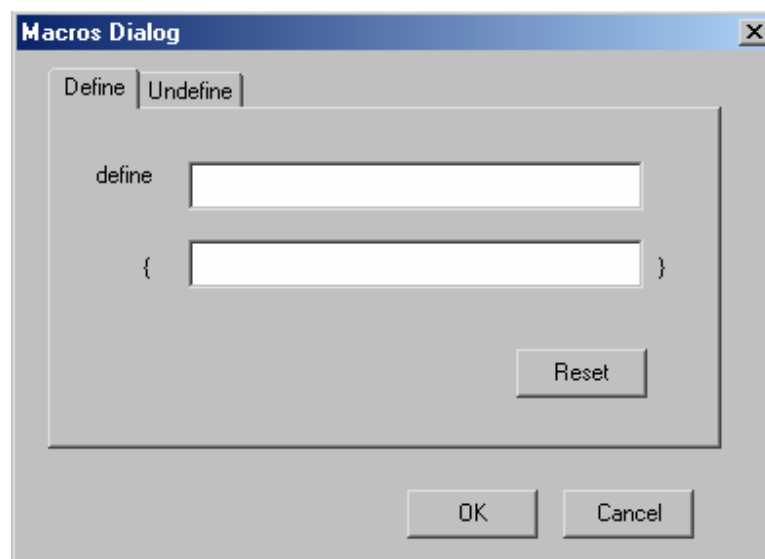 Macros Dialog
Define Undefine
define
{ }
Reset
OK Cancel